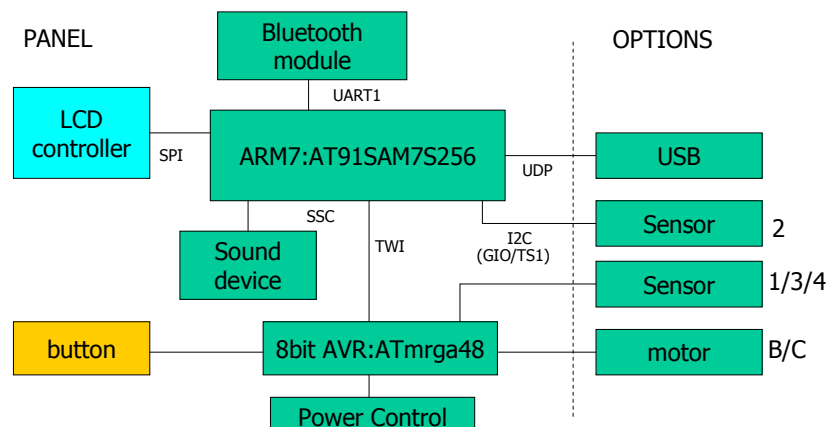 PANEL
Bluetooth
module
OPTIONS
UART1
LCD
controller
SPI
ARM7:AT91SAM7S256
UDP
USB
SSC
TWI
I2C
(GIO/TS1)
Sensor
2
Sound
device
Sensor
1/3/4
button
8bit AVR:ATmrga48
motor
B/C
Power Control